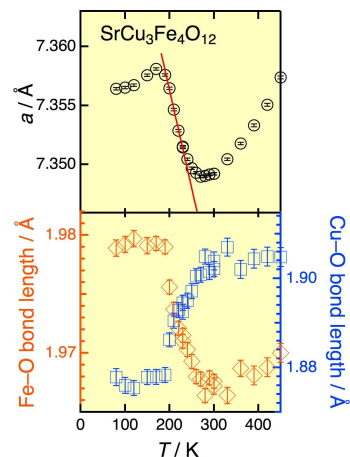 SrCu₃Fe₄O₁₂
a / Å
7.360
7.355
7.350
Fe–O bond length / Å
1.98
1.97
Cu–O bond length / Å
1.90
1.88
0 100 200 300 400
T / K